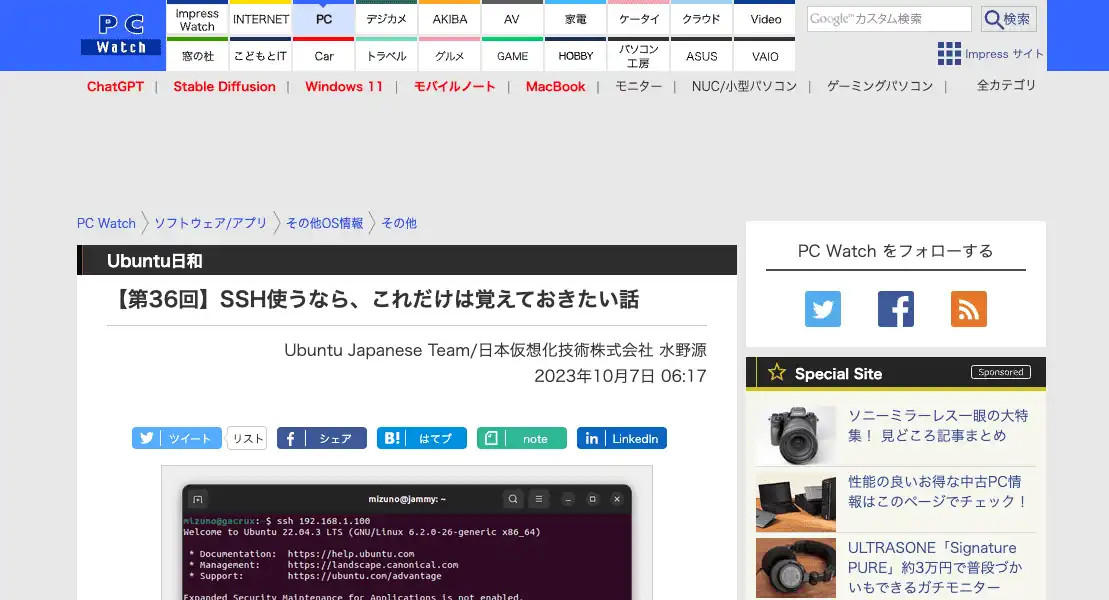 PC
Watch
Impress
Watch
INTERNET
PC
デジカメ
AKIBA
AV
家電
ケータイ
クラウド
Video
窓の杜
こどもとIT
Car
トラベル
グルメ
GAME
HOBBY
パソコン
工房
ASUS
VAIO
Google™カスタム検索
検索
Impress サイト
ChatGPT | Stable Diffusion | Windows 11 | モバイルノート | MacBook | モニター | NUC/小型パソコン | ゲーミングパソコン | 全カテゴリ
PC Watch 〉ソフトウェア/アプリ 〉その他OS情報 〉その他
Ubuntu日和
【第36回】SSH使うなら、これだけは覚えておきたい話
Ubuntu Japanese Team/日本仮想化技術株式会社 水野源
2023年10月7日 06:17
ツイート
リスト
シェア
B! はてブ
note
in LinkedIn
mizuno@jammy: ~
mizuno@gacrux:~$ ssh 192.168.1.100
Welcome to Ubuntu 22.04.3 LTS (GNU/Linux 6.2.0-26-generic x86_64)
* Documentation: https://help.ubuntu.com
* Management: https://landscape.canonical.com
* Support: https://ubuntu.com/advantage
Expanded Security Maintenance for Applications is not enabled.
PC Watch をフォローする
Special Site
Sponsored
ソニーミラーレス一眼の大特
集！ 見どころ記事まとめ
性能の良いお得な中古PC情
報はこのページでチェック！
ULTRASONE「Signature
PURE」約3万円で普段づか
いもできるガチモニター